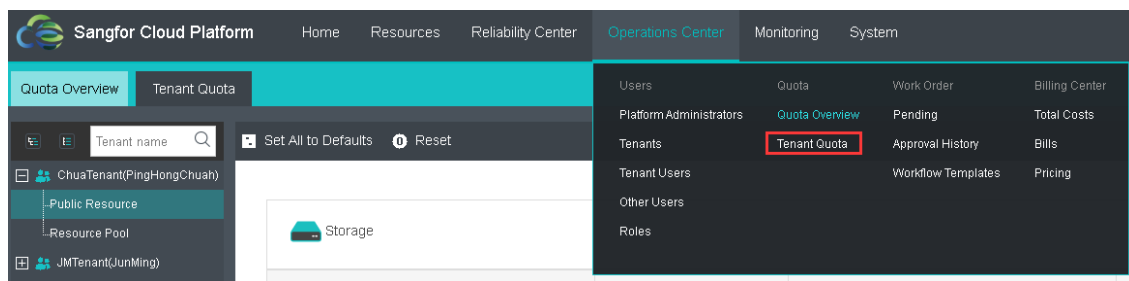 Sangfor Cloud Platform Home Resources Reliability Center Operations Center Monitoring System
Quota Overview Tenant Quota
Users Quota Work Order Billing Center
Platform Administrators Quota Overview Pending Total Costs
Tenant name Set All to Defaults Reset
Tenants Tenant Quota Approval History Bills
ChuaTenant(PingHongChuah)
Tenant Users Workflow Templates Pricing
Public Resource
Other Users
Resource Pool
Storage
Roles
JMTenant(JunMing)